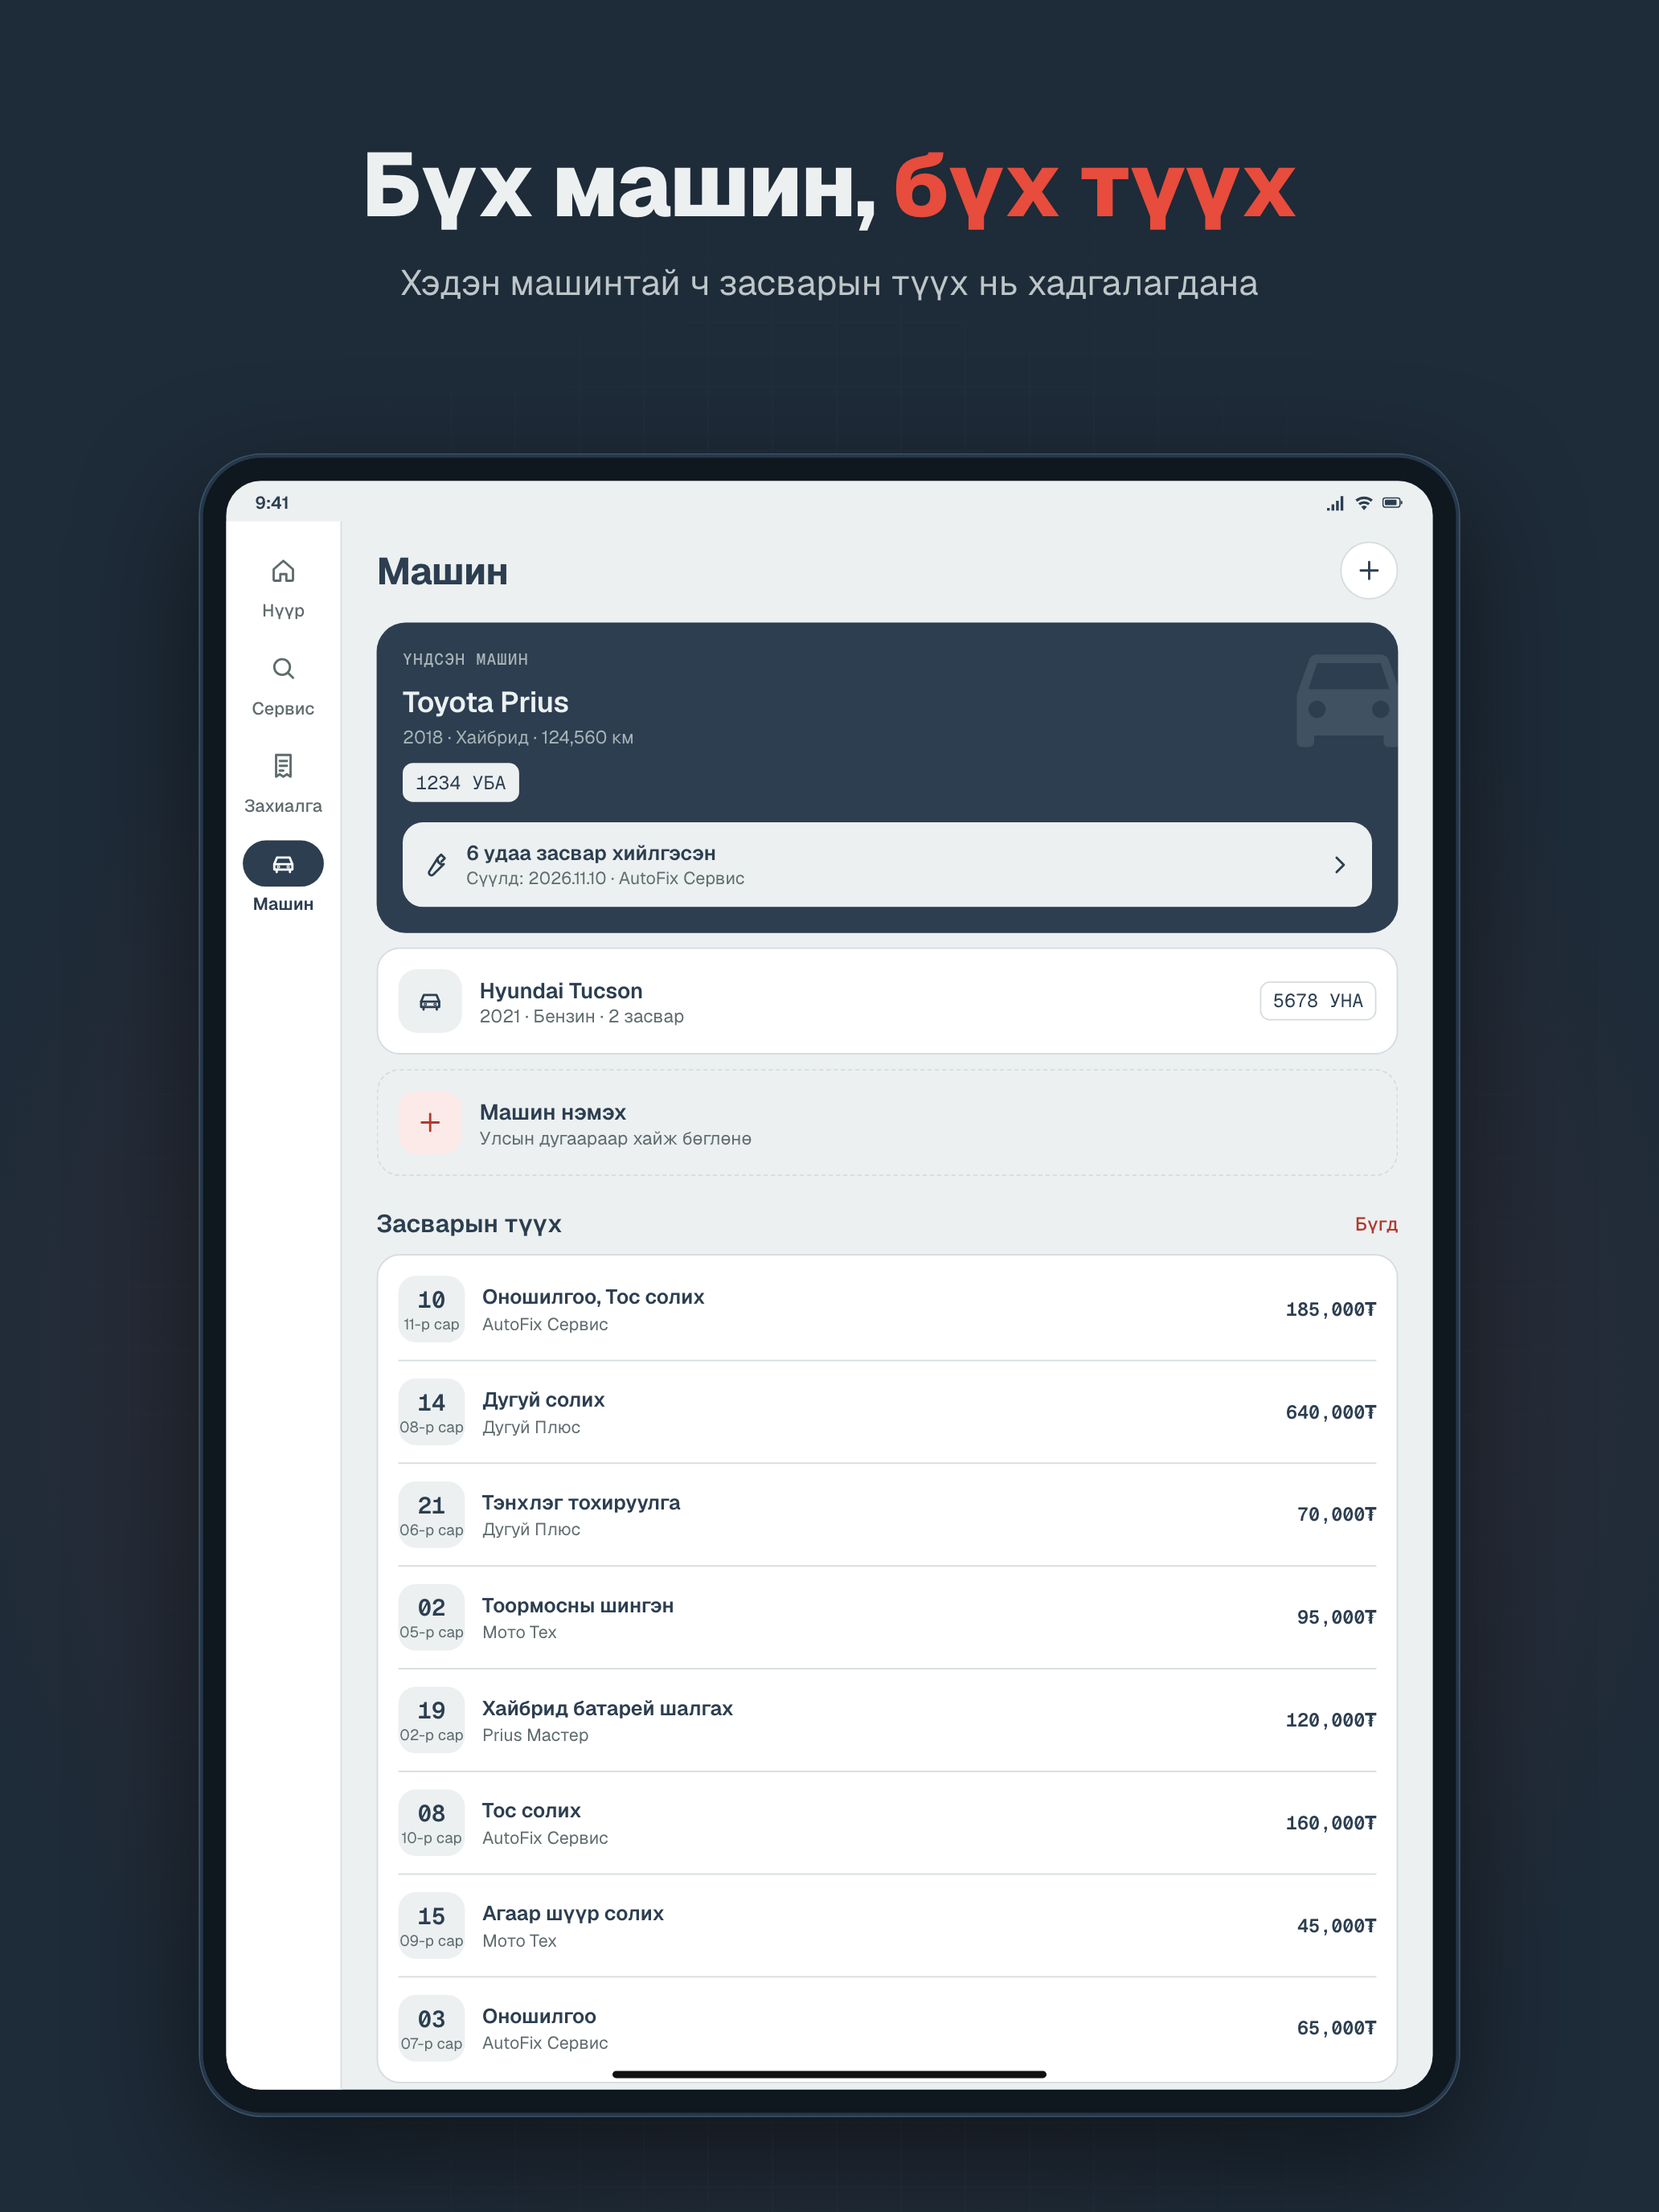 Бүх машин, бүх түүх
Хэдэн машинтай ч засварын түүх нь хадгалагдана
9:41
Нүүр
Сервис
Захиалга
Машин
Машин
ҮНДСЭН МАШИН
Toyota Prius
2018 · Хайбрид · 124,560 км
1234 УБА
6 удаа засвар хийлгэсэн
Сүүлд: 2026.11.10 · AutoFix Сервис
Hyundai Tucson
2021 · Бензин · 2 засвар
5678 УНА
Машин нэмэх
Улсын дугаараар хайж бөглөнө
Засварын түүх
Бүгд
10
11-р сар
Оношилгоо, Тос солих
AutoFix Сервис
185,000₮
14
08-р сар
Дугуй солих
Дугуй Плюс
640,000₮
21
06-р сар
Тэнхлэг тохируулга
Дугуй Плюс
70,000₮
02
05-р сар
Тоормосны шингэн
Мото Тех
95,000₮
19
02-р сар
Хайбрид батарей шалгах
Prius Мастер
120,000₮
08
10-р сар
Тос солих
AutoFix Сервис
160,000₮
15
09-р сар
Агаар шүүр солих
Мото Тех
45,000₮
03
07-р сар
Оношилгоо
AutoFix Сервис
65,000₮